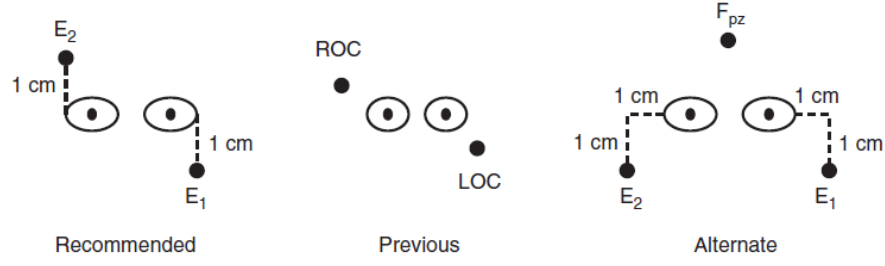 E₂
1 cm
1 cm
E₁
Recommended
ROC
LOC
Previous
Fpz
1 cm
1 cm
1 cm
1 cm
E₂
E₁
Alternate